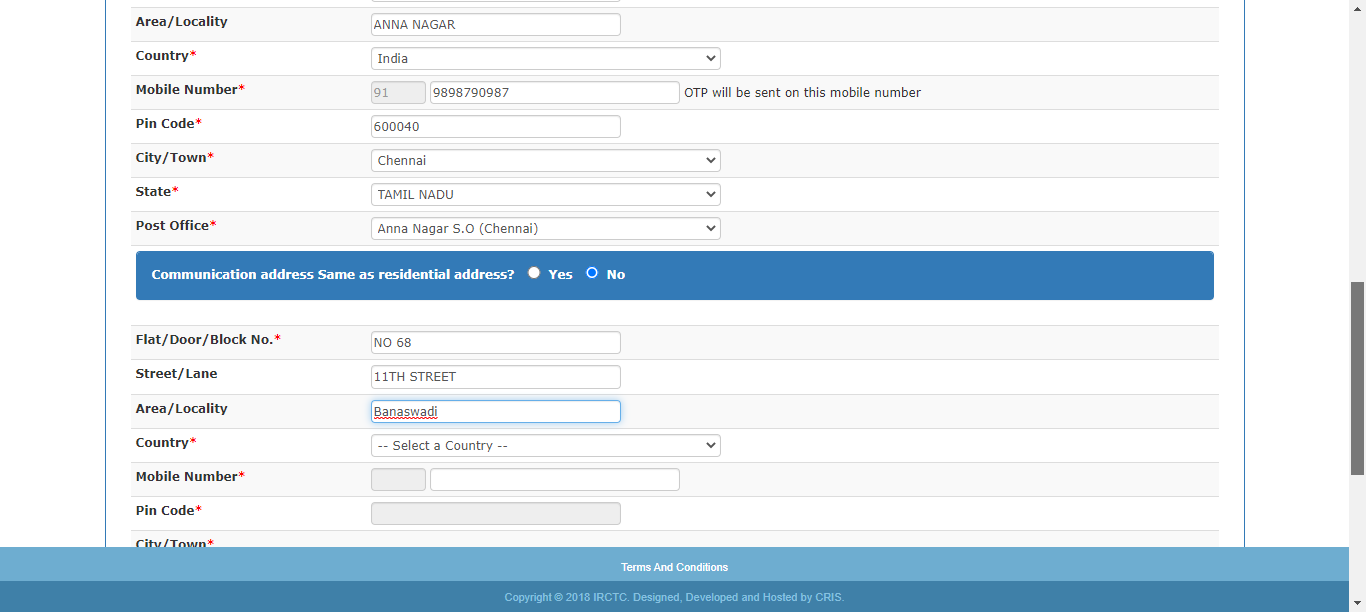 Area/Locality ANNA NAGAR
Country* India
Mobile Number* 91 9898790987 OTP will be sent on this mobile number
Pin Code* 600040
City/Town* Chennai
State* TAMIL NADU
Post Office* Anna Nagar S.O (Chennai)
Communication address Same as residential address? Yes No
Flat/Door/Block No.* NO 68
Street/Lane 11TH STREET
Area/Locality Banaswadi
Country* -- Select a Country --
Mobile Number*
Pin Code*
City/Town*
Terms And Conditions
Copyright © 2018 IRCTC. Designed, Developed and Hosted by CRIS.